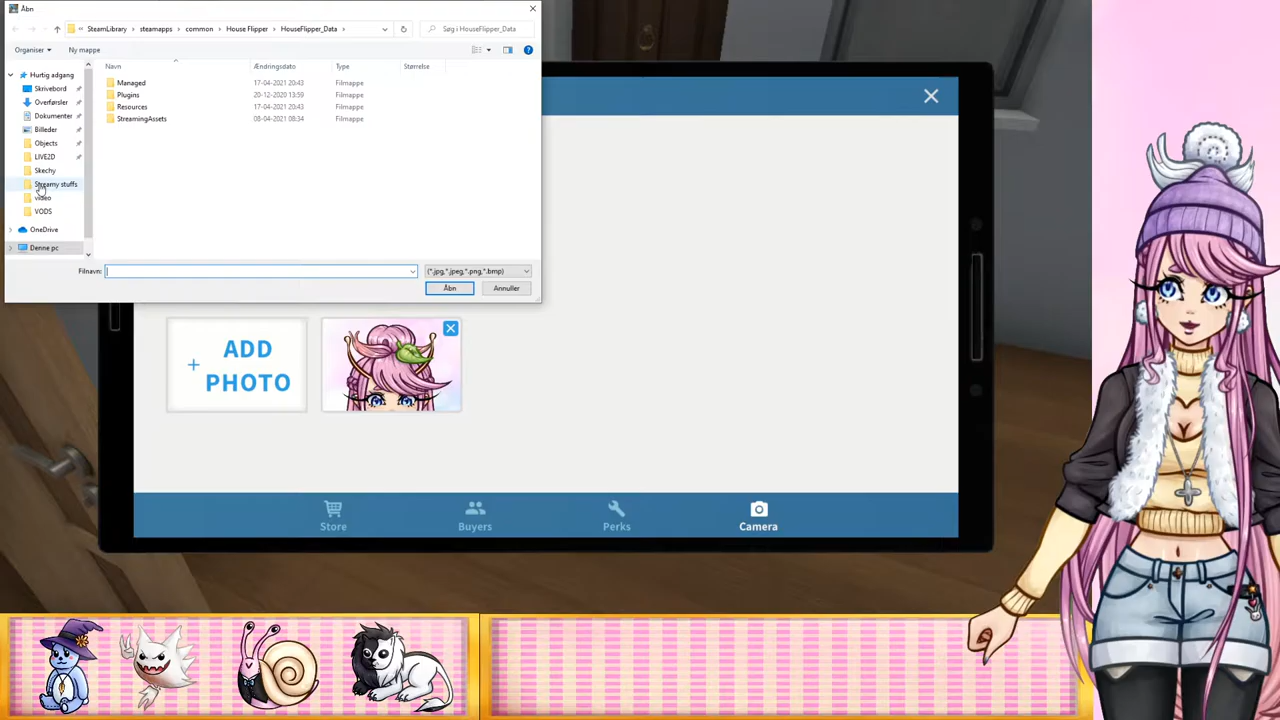 Åbn
« SteamLibrary > steamapps > common > House Flipper > HouseFlipper_Data
Søg i HouseFlipper_Data
Organiser
Ny mappe
Navn Ændringsdato Type Størrelse
Managed 17-04-2021 20:43 Filmappe
Plugins 20-12-2020 13:59 Filmappe
Resources 17-04-2021 20:43 Filmappe
StreamingAssets 08-04-2021 08:34 Filmappe
Hurtig adgang
Skrivebord
Overførsler
Dokumenter
Billeder
Objects
LIVE2D
Skechy
Streamy stuffs
video
VODS
OneDrive
Denne pc
Filnavn:
(*.jpg,*.jpeg,*.png,*.bmp)
Åbn
Annuller
+ ADD
PHOTO
Store
Buyers
Perks
Camera